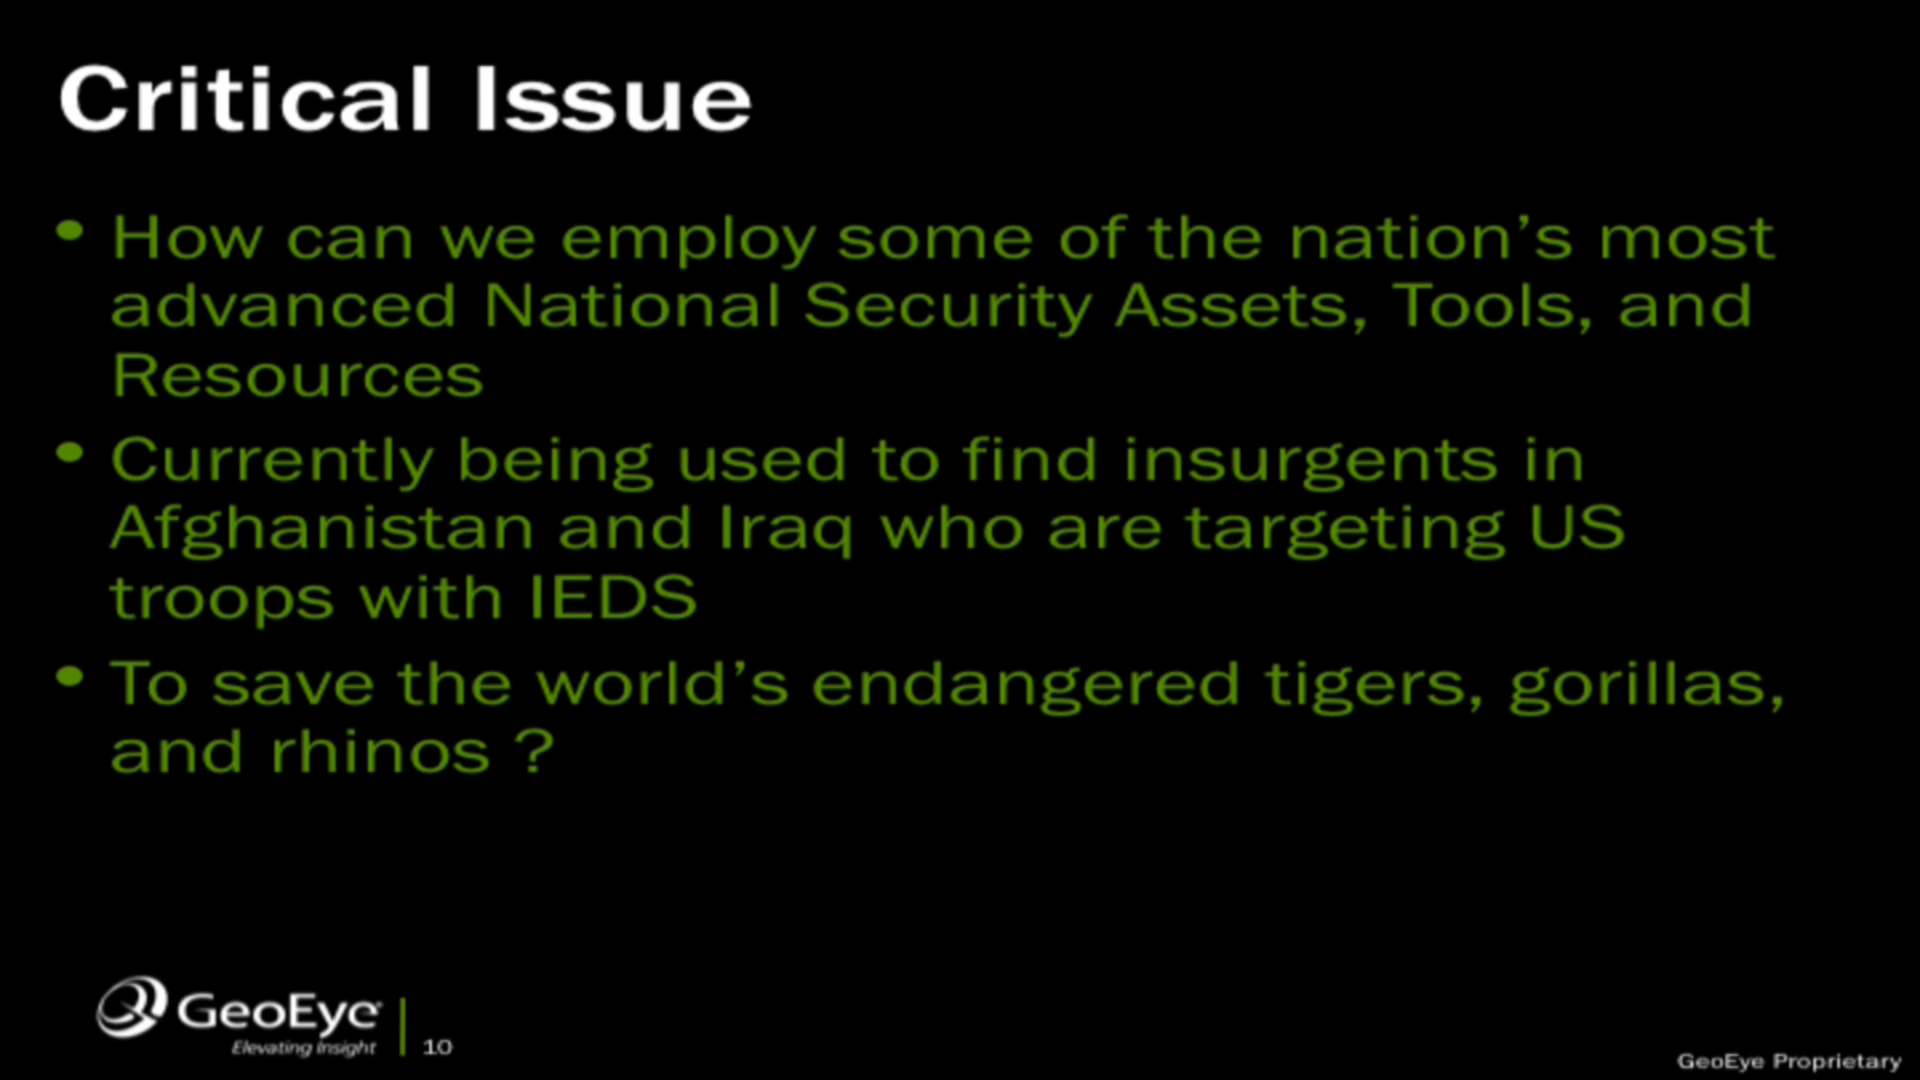 Critical Issue
• How can we employ some of the nation’s most
advanced National Security Assets, Tools, and
Resources
• Currently being used to find insurgents in
Afghanistan and Iraq who are targeting US
troops with IEDS
• To save the world’s endangered tigers, gorillas,
and rhinos ?
GeoEye®
Elevating Insight
10
GeoEye Proprietary